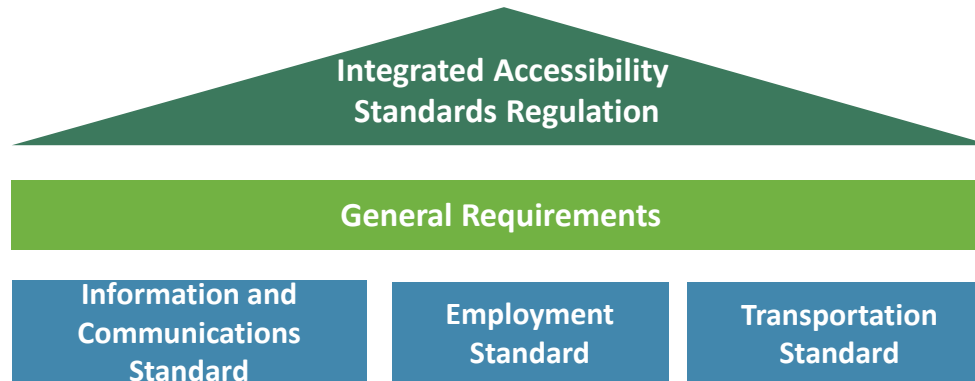 Integrated Accessibility
Standards Regulation
General Requirements
Information and
Communications
Standard
Employment
Standard
Transportation
Standard